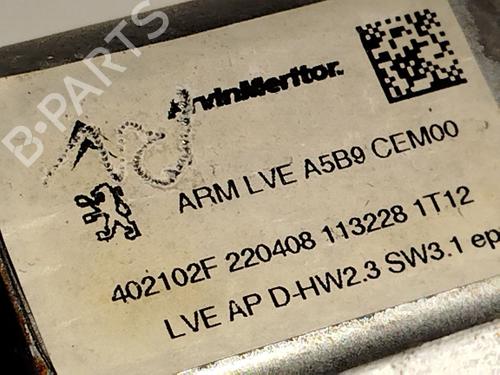 B-PARTS
ArvinMeritor.
ARM LVE A5B9 CEM00
402102F 220408 113228 1T12
LVE AP D-HW2.3 SW3.1 ep